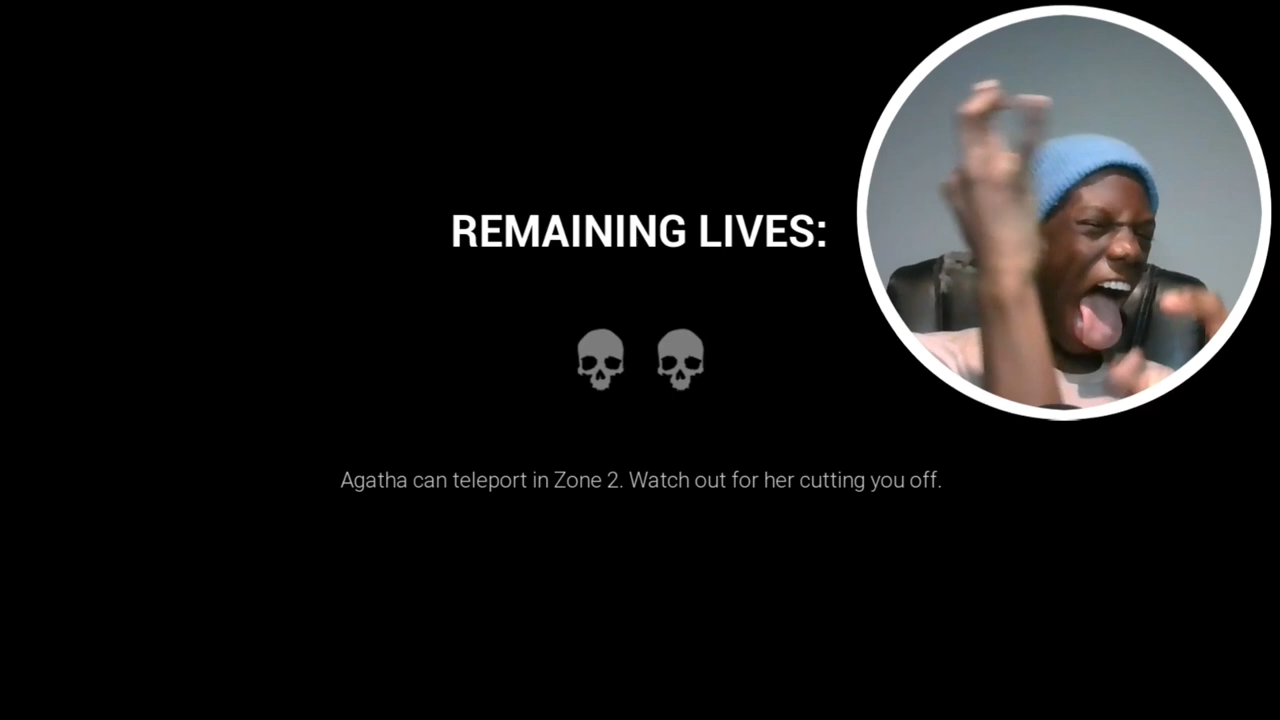 REMAINING LIVES:
Agatha can teleport in Zone 2. Watch out for her cutting you off.